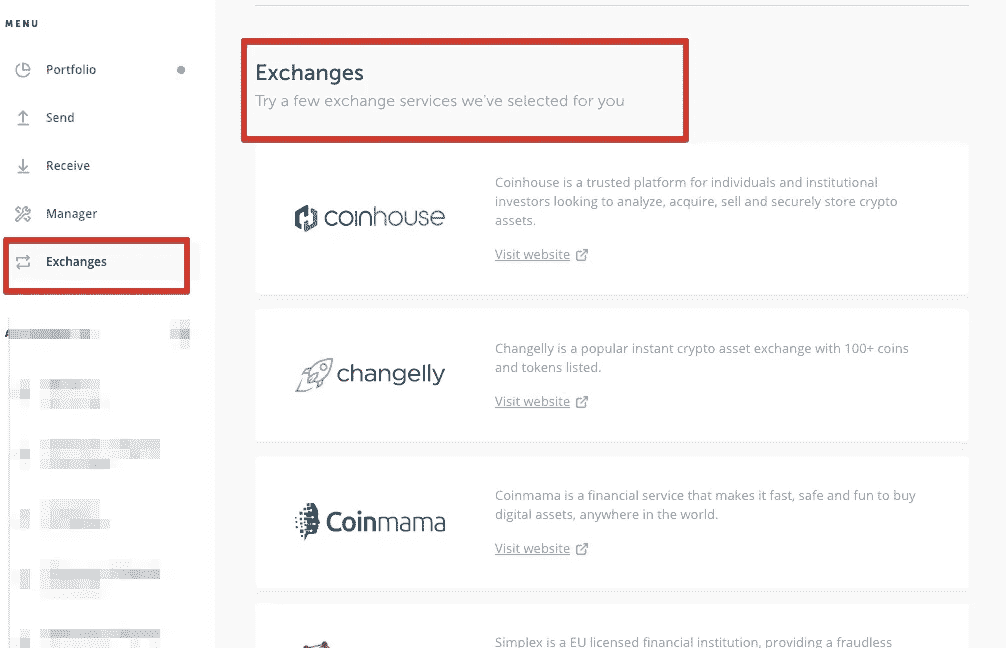 MENU
Portfolio
Send
Receive
Manager
Exchanges
Exchanges
Try a few exchange services we've selected for you
coinhouse
Coinhouse is a trusted platform for individuals and institutional
investors looking to analyze, acquire, sell and securely store crypto
assets.
Visit website
changelly
Changelly is a popular instant crypto asset exchange with 100+ coins
and tokens listed.
Visit website
Coinmama
Coinmama is a financial service that makes it fast, safe and fun to buy
digital assets, anywhere in the world.
Visit website
Simplex is a EU licensed financial institution, providing a fraudless